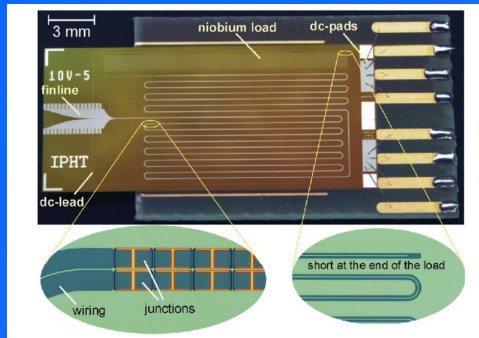 3 mm
niobium load
dc-pads
10V-5
finline
IPHT
dc-lead
wiring
junctions
short at the end of the load